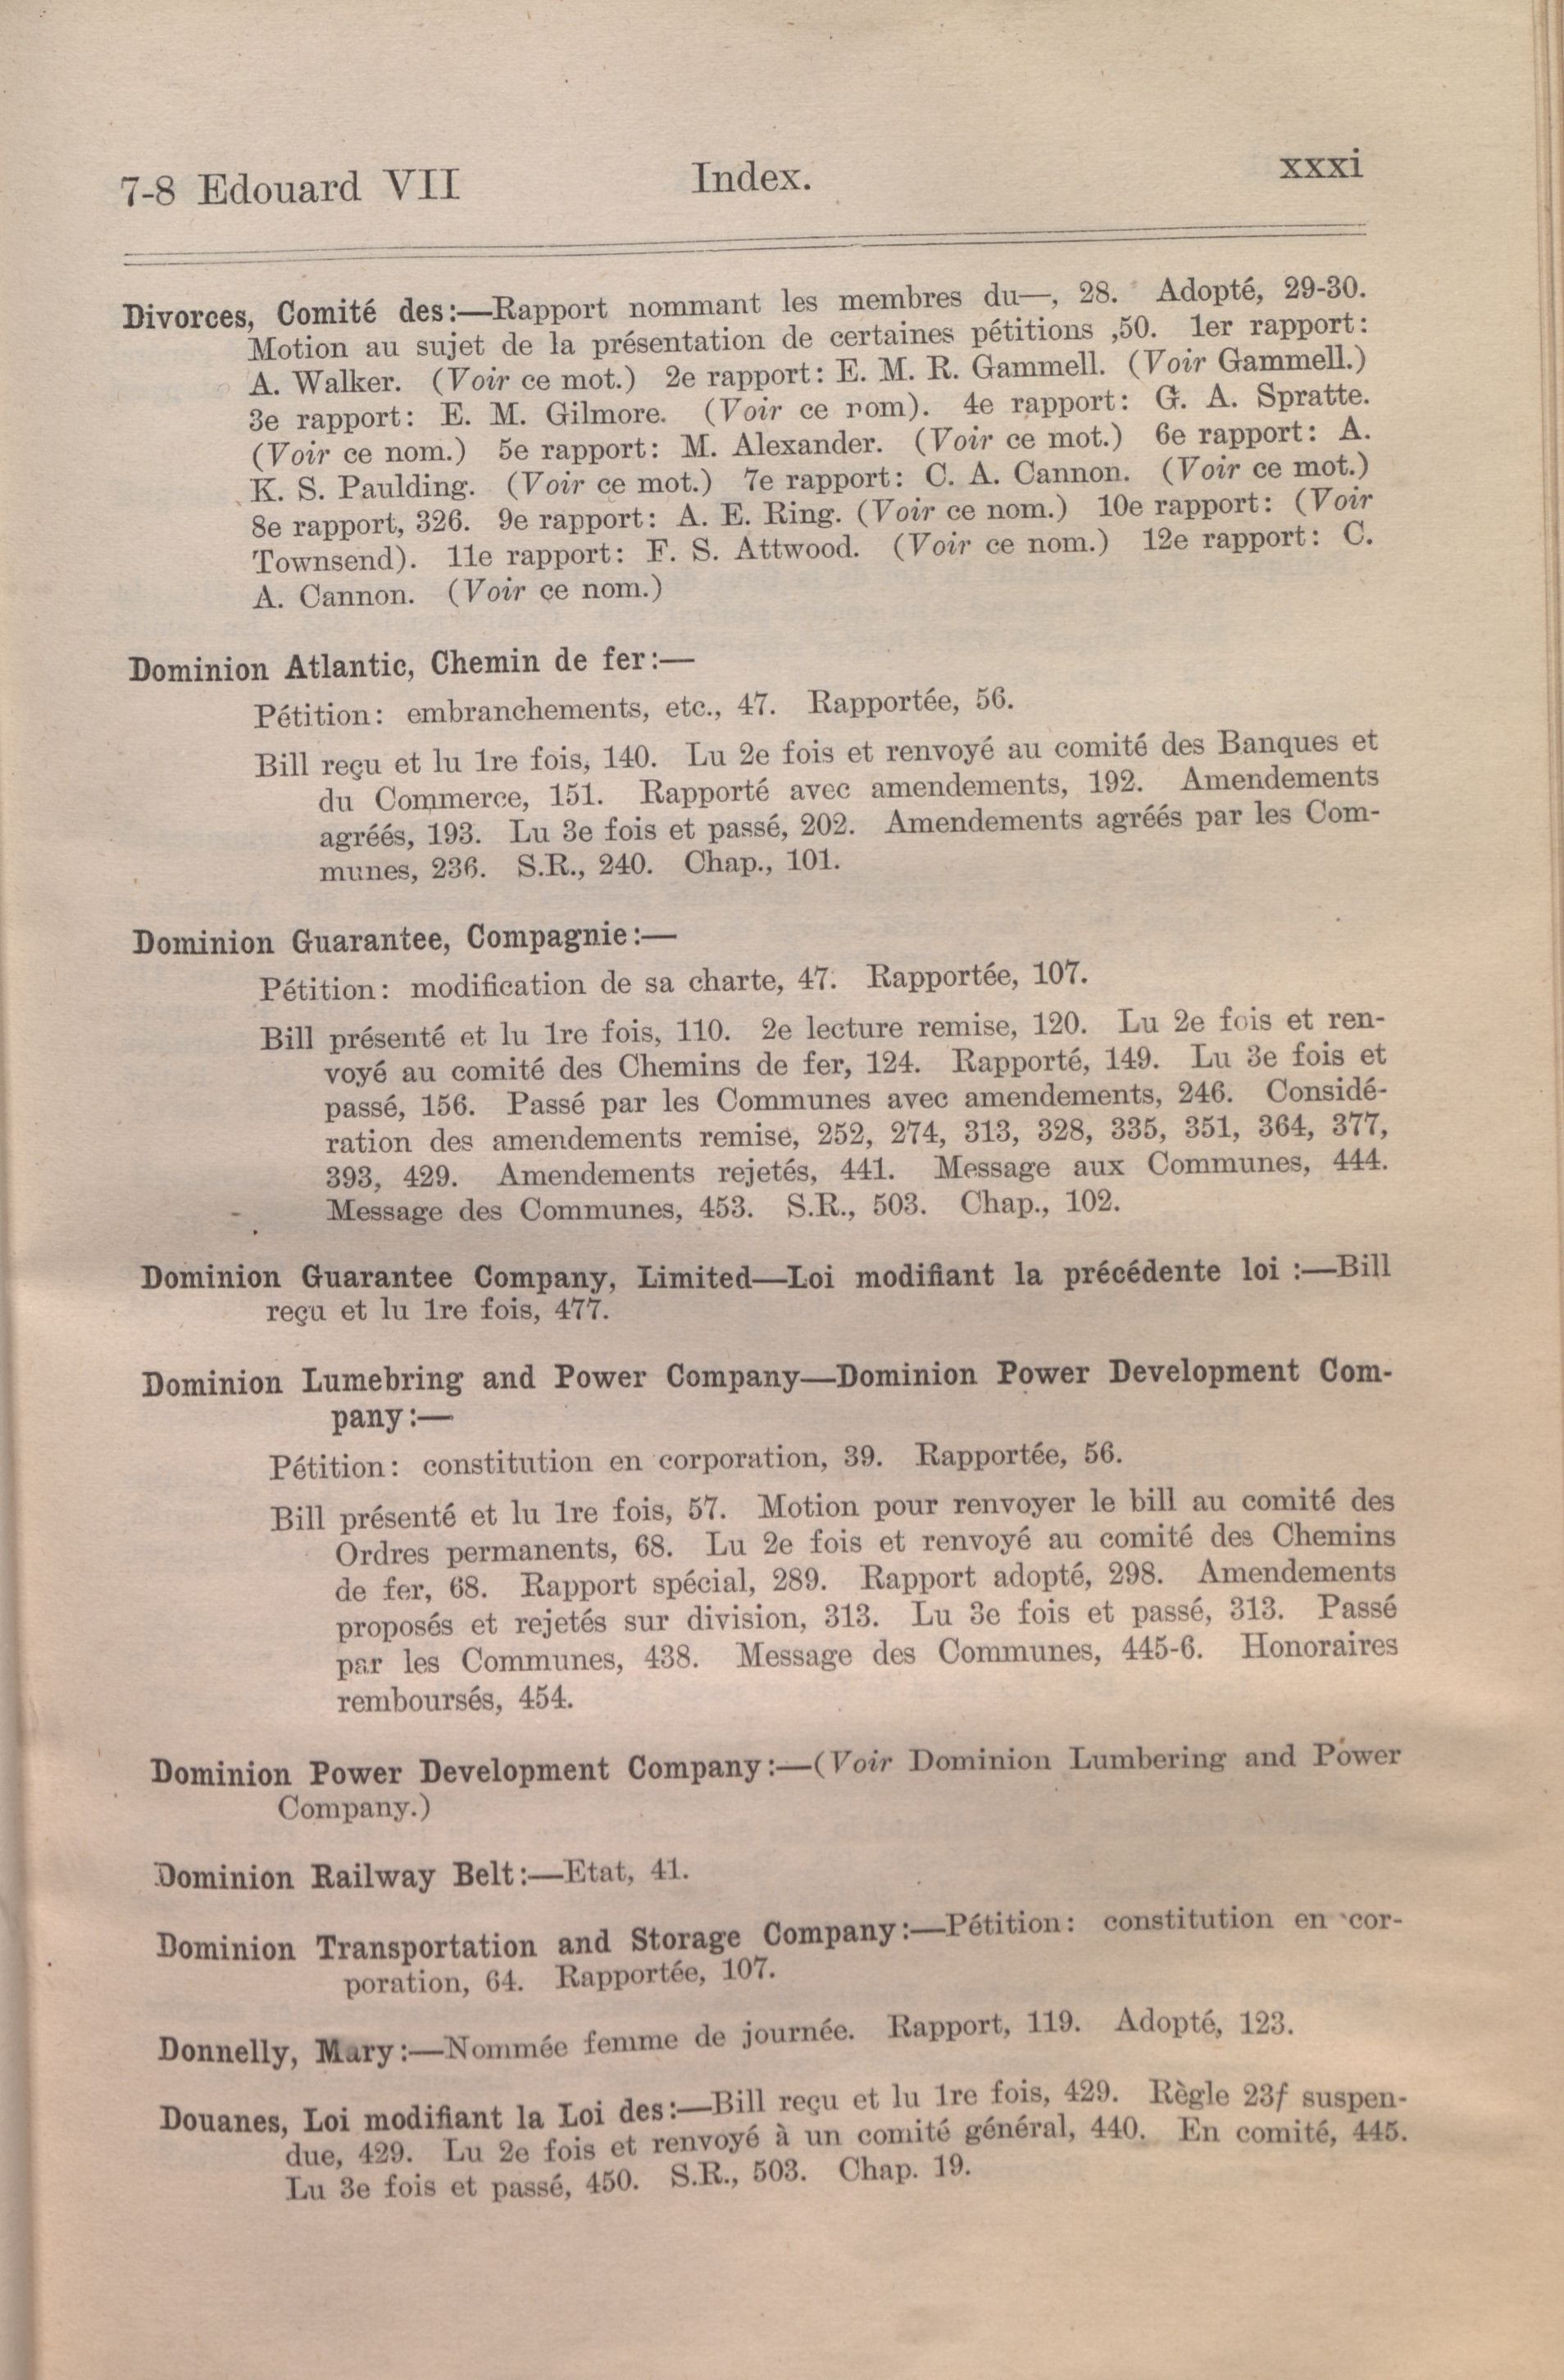 7-8 Edouard VII Index. xxxi
Divorces, Comité des:—Rapport nommant les membres du—, 28. Adopté, 29-30.
Motion au sujet de la présentation de certaines pétitions ,50. 1er rapport:
A. Walker. (Voir ce mot.) 2e rapport: E. M. R. Gammell. (Voir Gammell.)
3e rapport: E. M. Gilmore. (Voir ce nom). 4e rapport: G. A. Spratte.
(Voir ce nom.) 5e rapport: M. Alexander. (Voir ce mot.) 6e rapport: A.
K. S. Paulding. (Voir ce mot.) 7e rapport: C. A. Cannon. (Voir ce mot.)
8e rapport, 326. 9e rapport: A. E. Ring. (Voir ce nom.) 10e rapport: (Voir
Townsend). 11e rapport: F. S. Attwood. (Voir ce nom.) 12e rapport: C.
A. Cannon. (Voir ce nom.)
Dominion Atlantic, Chemin de fer:—
Pétition: embranchements, etc., 47. Rapportée, 56.
Bill reçu et lu 1re fois, 140. Lu 2e fois et renvoyé au comité des Banques et
du Commerce, 151. Rapporté avec amendements, 192. Amendements
agréés, 193. Lu 3e fois et passé, 202. Amendements agréés par les Com-
munes, 236. S.R., 240. Chap., 101.
Dominion Guarantee, Compagnie:—
Pétition: modification de sa charte, 47. Rapportée, 107.
Bill présenté et lu 1re fois, 110. 2e lecture remise, 120. Lu 2e fois et ren-
voyé au comité des Chemins de fer, 124. Rapporté, 149. Lu 3e fois et
passé, 156. Passé par les Communes avec amendements, 246. Considé-
ration des amendements remise, 252, 274, 313, 328, 335, 351, 364, 377,
393, 429. Amendements rejetés, 441. Message aux Communes, 444.
Message des Communes, 453. S.R., 503. Chap., 102.
Dominion Guarantee Company, Limited—Loi modifiant la précédente loi :—Bill
reçu et lu 1re fois, 477.
Dominion Lumebring and Power Company—Dominion Power Development Com-
pany:—
Pétition: constitution en corporation, 39. Rapportée, 56.
Bill présenté et lu 1re fois, 57. Motion pour renvoyer le bill au comité des
Ordres permanents, 68. Lu 2e fois et renvoyé au comité des Chemins
de fer, 68. Rapport spécial, 289. Rapport adopté, 298. Amendements
proposés et rejetés sur division, 313. Lu 3e fois et passé, 313. Passé
par les Communes, 438. Message des Communes, 445-6. Honoraires
remboursés, 454.
Dominion Power Development Company:—(Voir Dominion Lumbering and Power
Company.)
Dominion Railway Belt:—Etat, 41.
Dominion Transportation and Storage Company:—Pétition: constitution en cor-
poration, 64. Rapportée, 107.
Donnelly, Mary:—Nommée femme de journée. Rapport, 119. Adopté, 123.
Douanes, Loi modifiant la Loi des:—Bill reçu et lu 1re fois, 429. Règle 23f suspen-
due, 429. Lu 2e fois et renvoyé à un comité général, 440. En comité, 445.
Lu 3e fois et passé, 450. S.R., 503. Chap. 19.